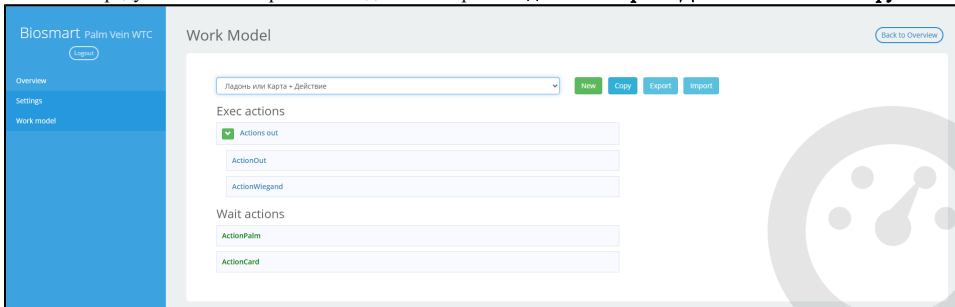 Biosmart Palm Vein WTC
Logout
Overview
Settings
Work model
Work Model
Back to Overview
Ладонь или Карта + Действие
New Copy Export Import
Exec actions
Actions out
ActionOut
ActionWiegand
Wait actions
ActionPalm
ActionCard